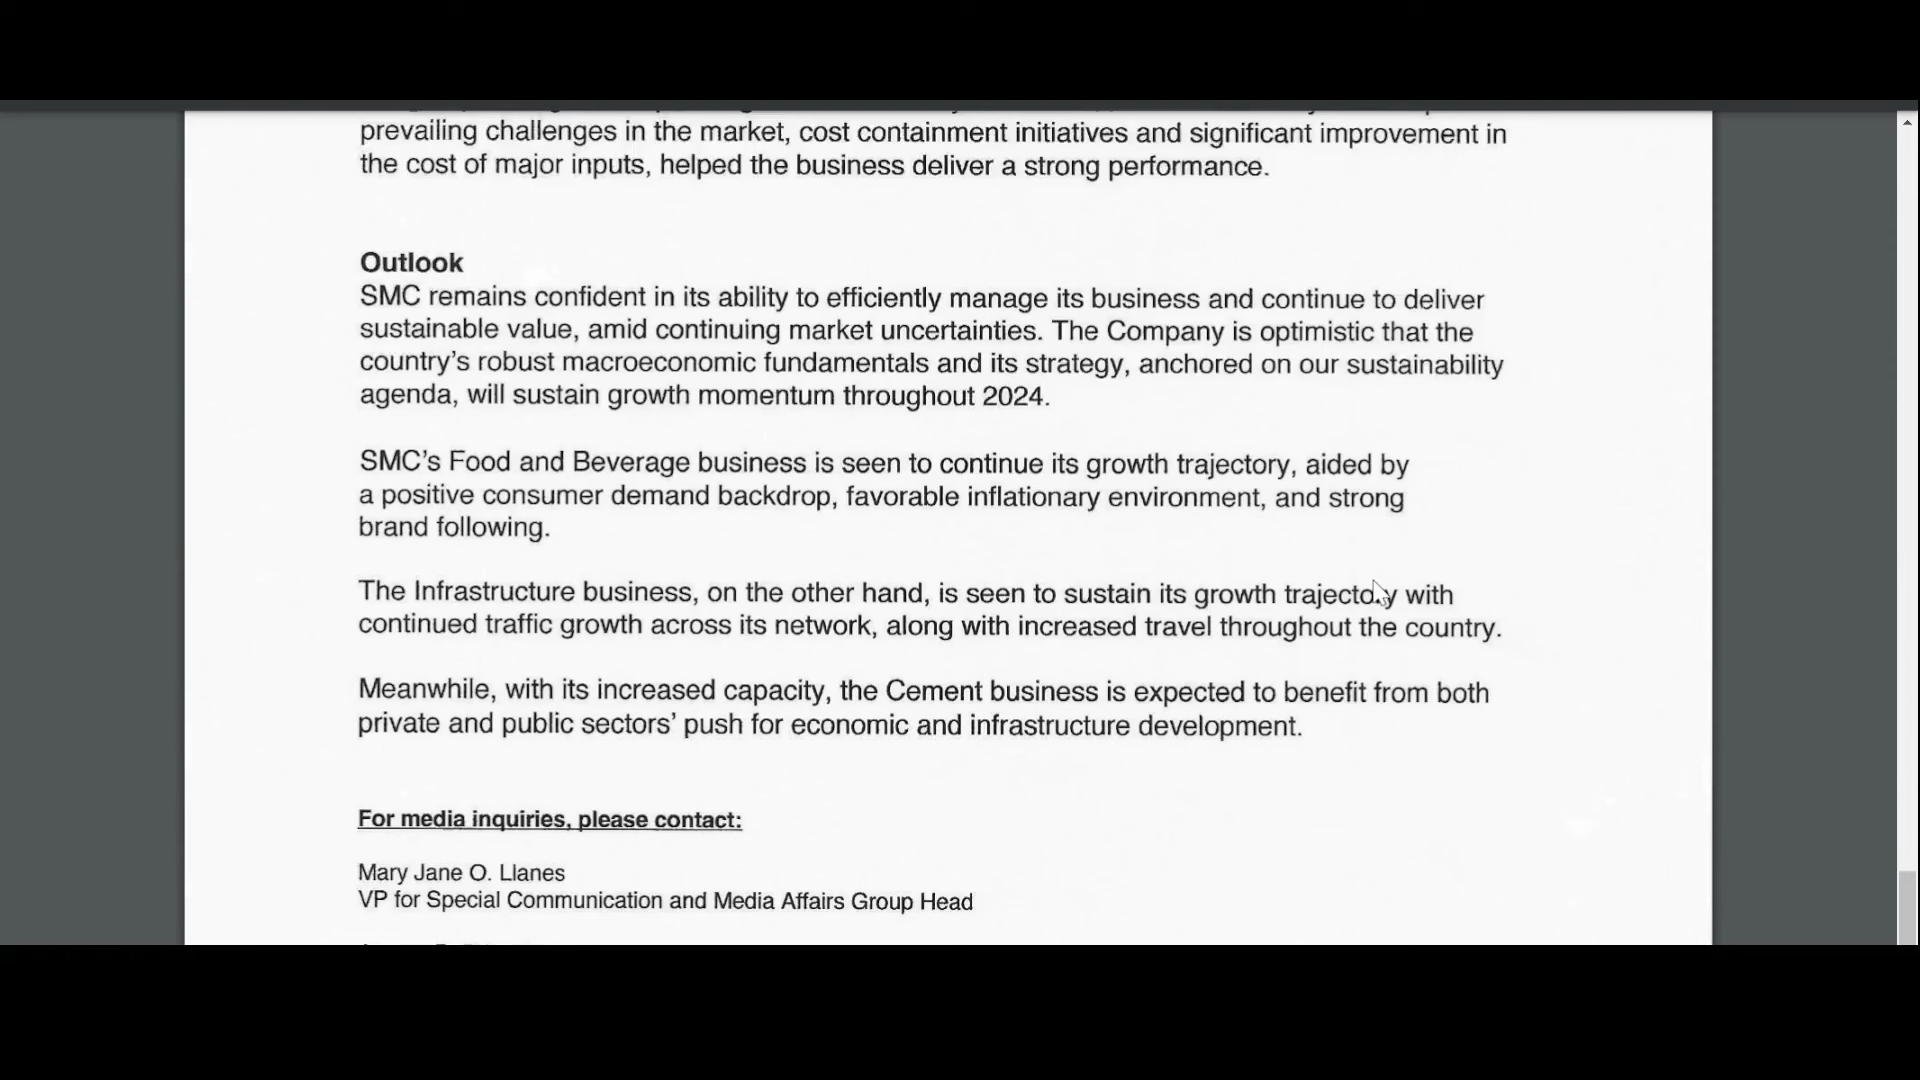 prevailing challenges in the market, cost containment initiatives and significant improvement in
the cost of major inputs, helped the business deliver a strong performance.
Outlook
SMC remains confident in its ability to efficiently manage its business and continue to deliver
sustainable value, amid continuing market uncertainties. The Company is optimistic that the
country's robust macroeconomic fundamentals and its strategy, anchored on our sustainability
agenda, will sustain growth momentum throughout 2024.
SMC's Food and Beverage business is seen to continue its growth trajectory, aided by
a positive consumer demand backdrop, favorable inflationary environment, and strong
brand following.
The Infrastructure business, on the other hand, is seen to sustain its growth trajectory with
continued traffic growth across its network, along with increased travel throughout the country.
Meanwhile, with its increased capacity, the Cement business is expected to benefit from both
private and public sectors' push for economic and infrastructure development.
For media inquiries, please contact:
Mary Jane O. Llanes
VP for Special Communication and Media Affairs Group Head